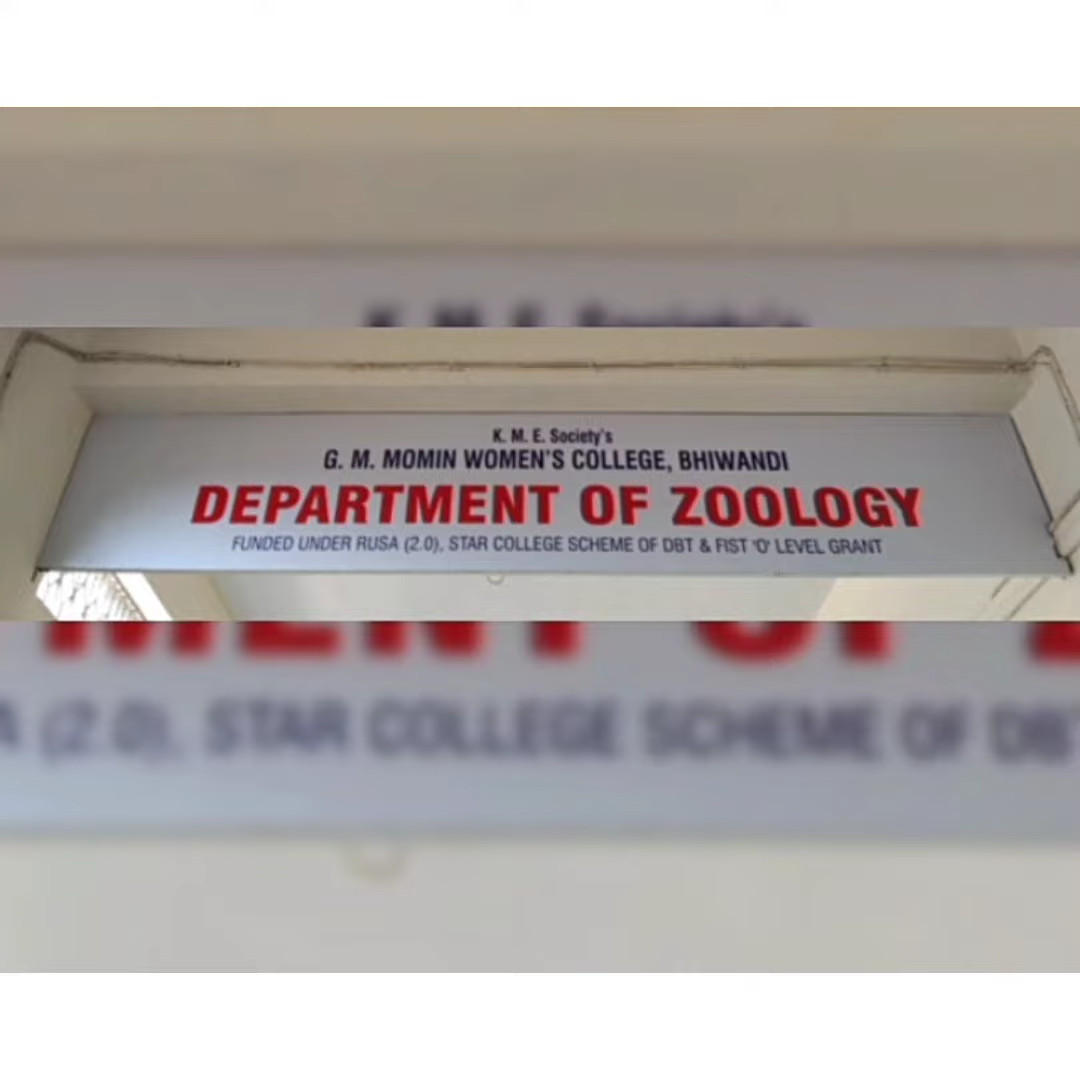 K. M. E. Society's
G. M. MOMIN WOMEN'S COLLEGE, BHIWANDI
DEPARTMENT OF ZOOLOGY
FUNDED UNDER RUSA (2.0), STAR COLLEGE SCHEME OF DBT & FIST 'O' LEVEL GRANT